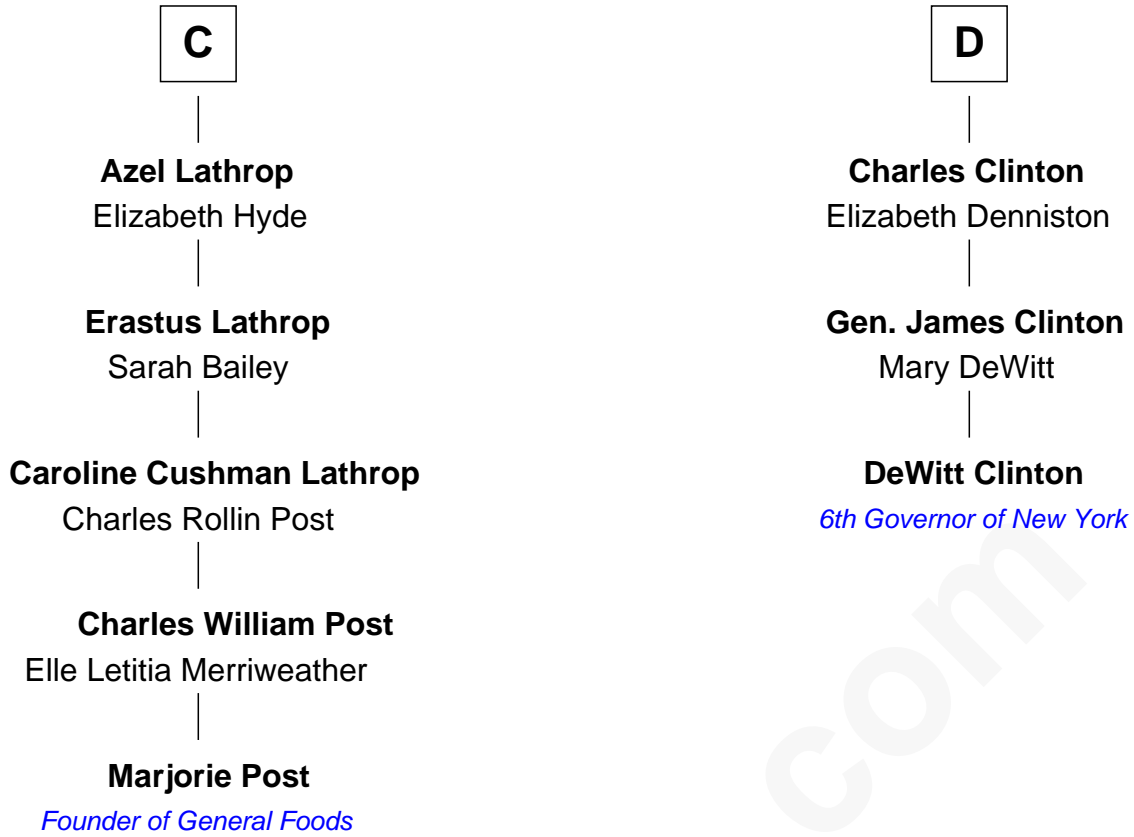 C
Azel Lathrop
Elizabeth Hyde
Erastus Lathrop
Sarah Bailey
Caroline Cushman Lathrop
Charles Rollin Post
Charles William Post
Elle Letitia Merriweather
Marjorie Post
Founder of General Foods
D
Charles Clinton
Elizabeth Denniston
Gen. James Clinton
Mary DeWitt
DeWitt Clinton
6th Governor of New York
com